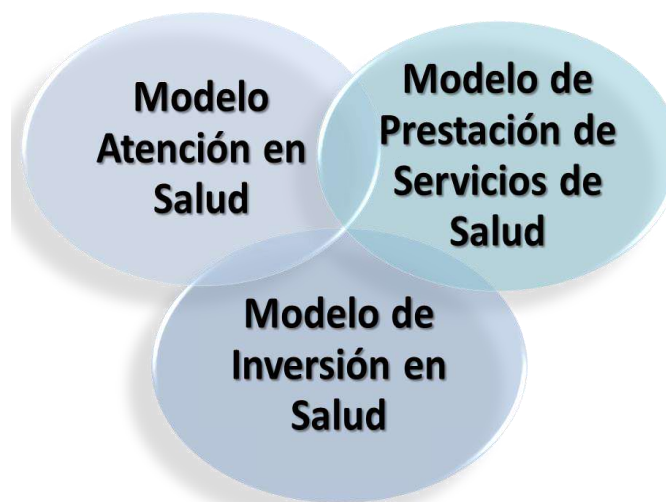 Modelo
Atención en
Salud
Modelo de
Prestación de
Servicios de
Salud
Modelo de
Inversión en
Salud